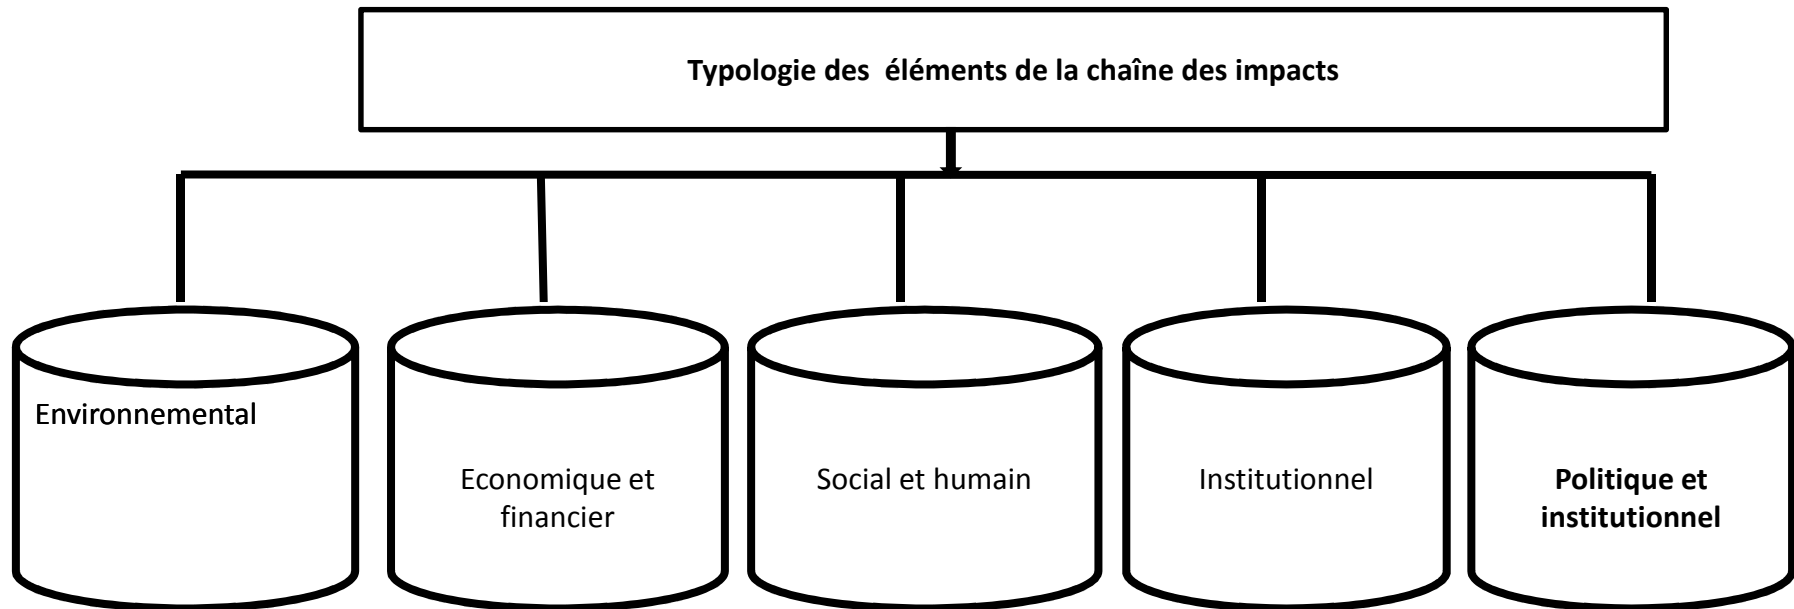 Typologie des éléments de la chaîne des impacts
Environnemental
Economique et
financier
Social et humain
Institutionnel
Politique et
institutionnel